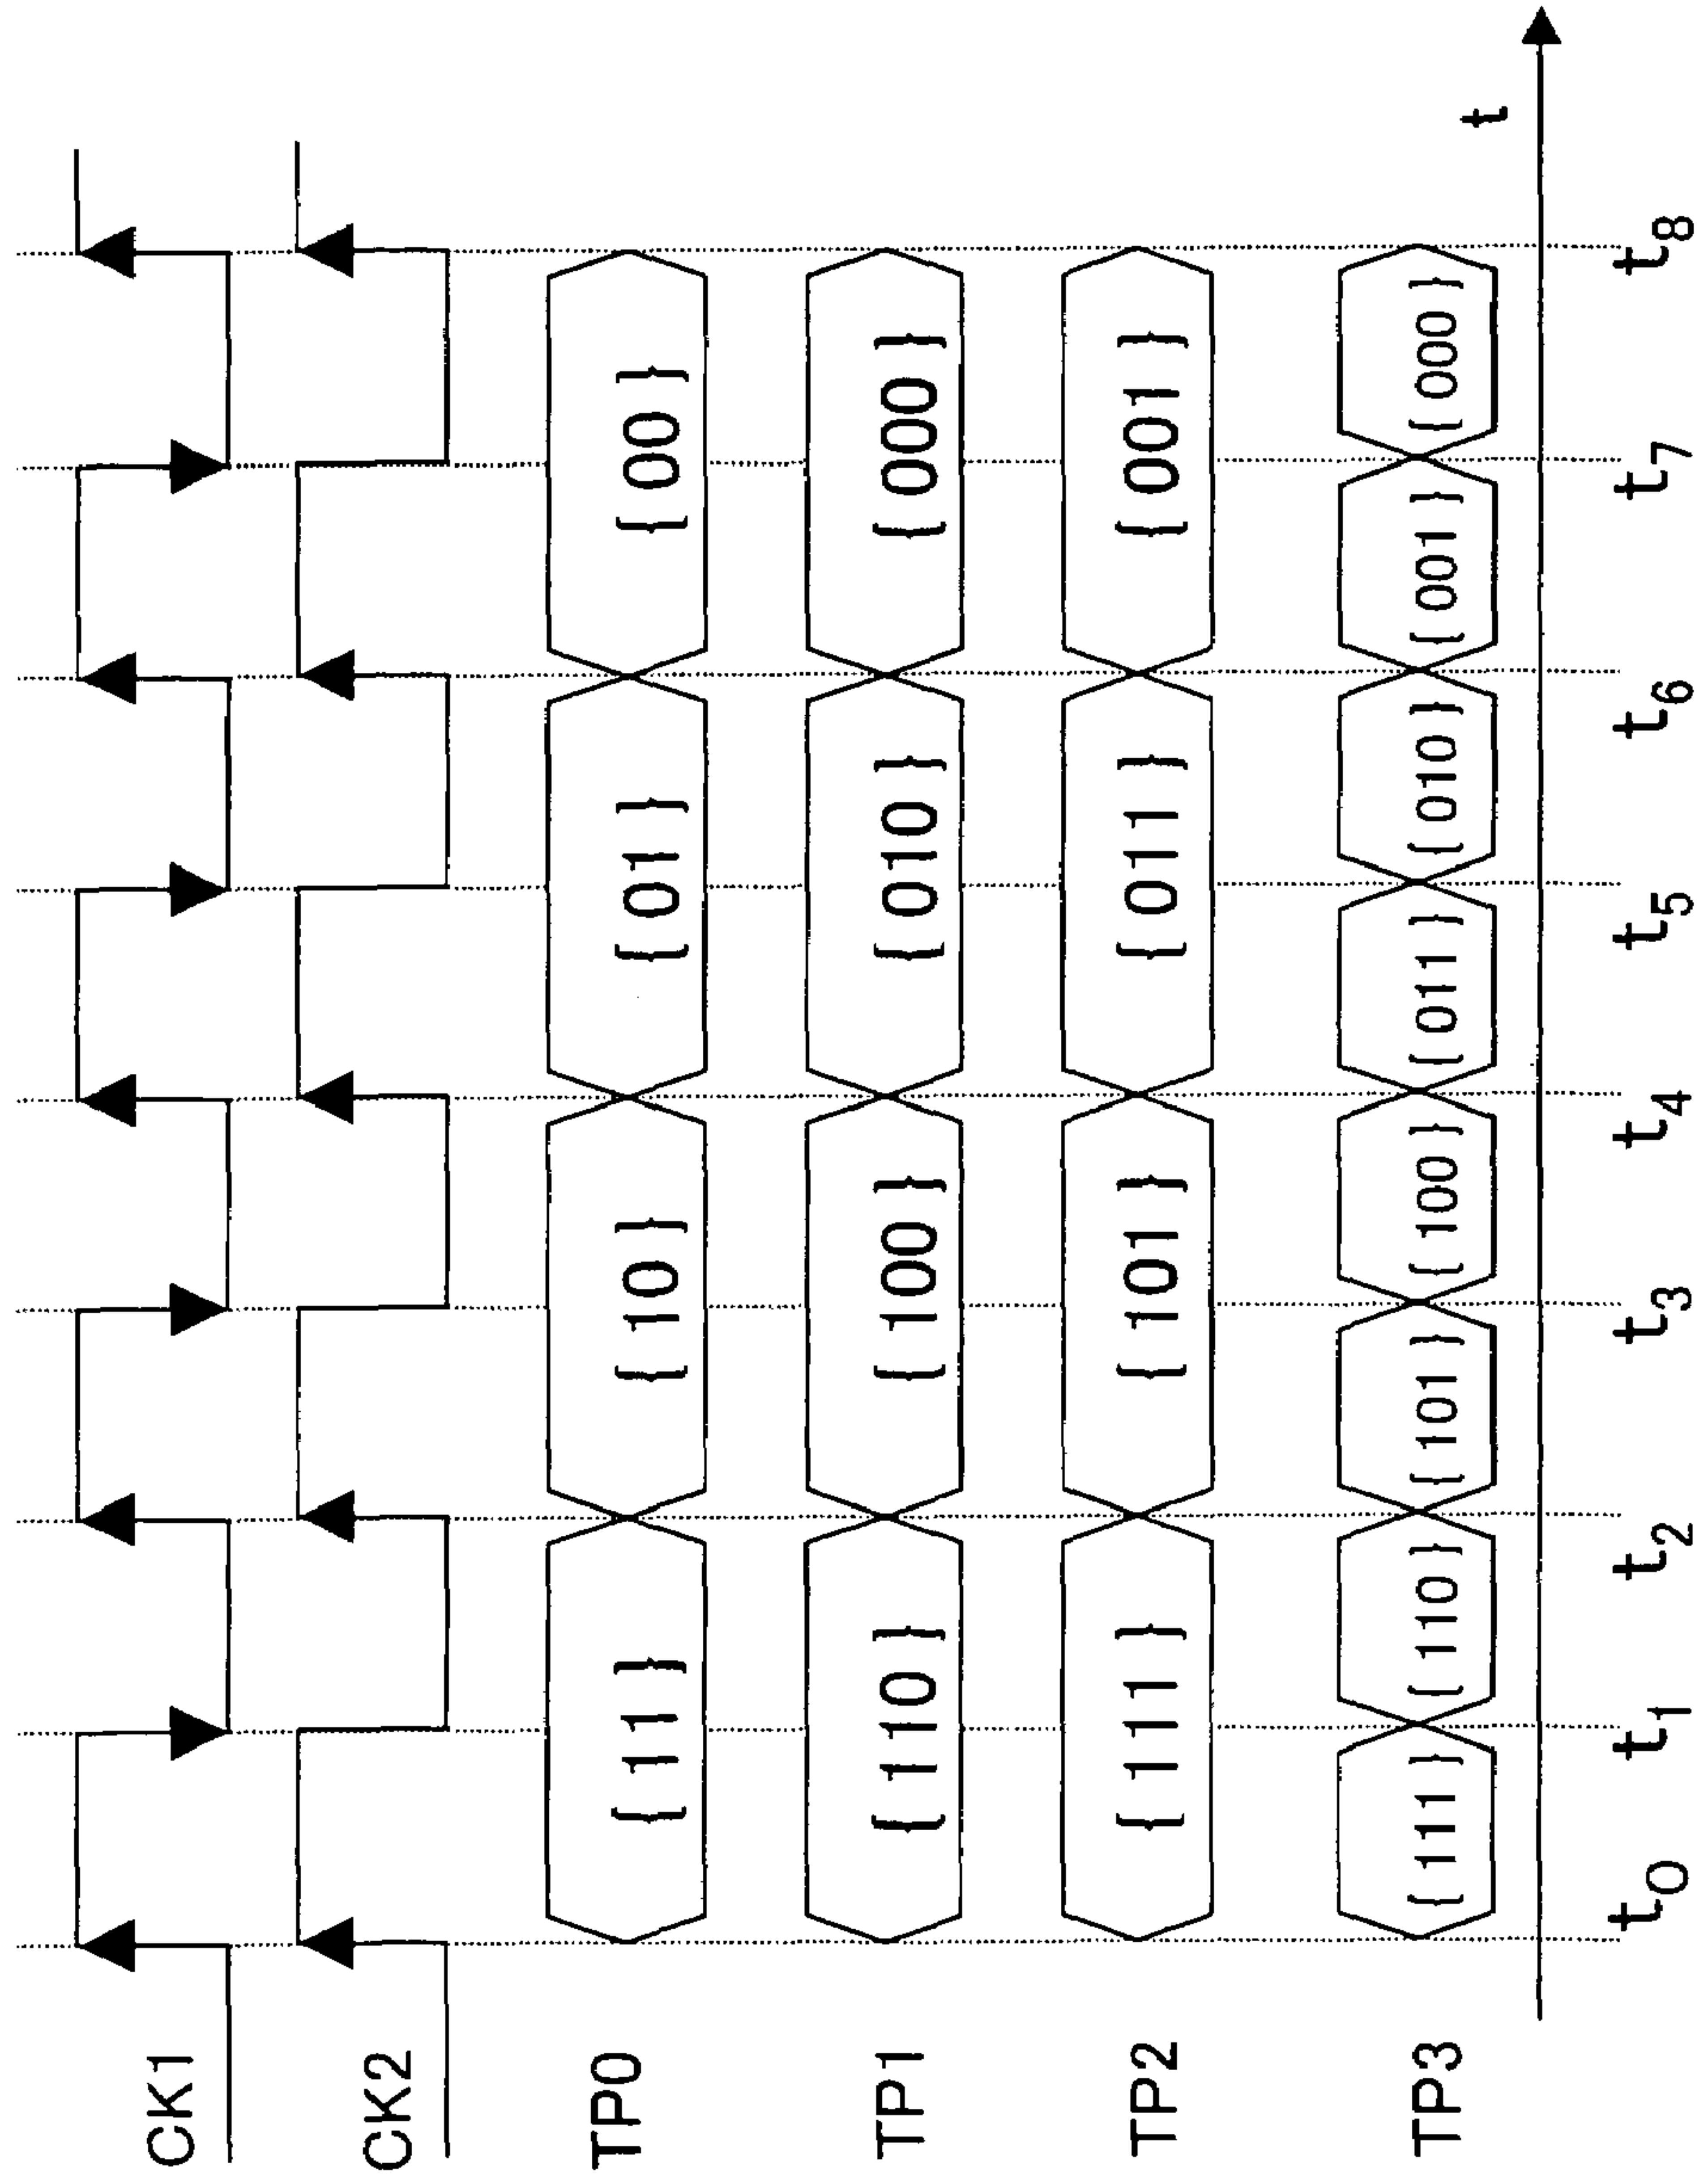 CK1
CK2
TP0 { 11 } { 10 } { 01 } { 00 }
TP1 { 110 } { 100 } { 010 } { 000 }
TP2 { 111 } { 101 } { 011 } { 001 }
TP3 { 111 } { 110 } { 101 } { 100 } { 011 } { 010 } { 001 } { 000 }
t
t0 t1 t2 t3 t4 t5 t6 t7 t8